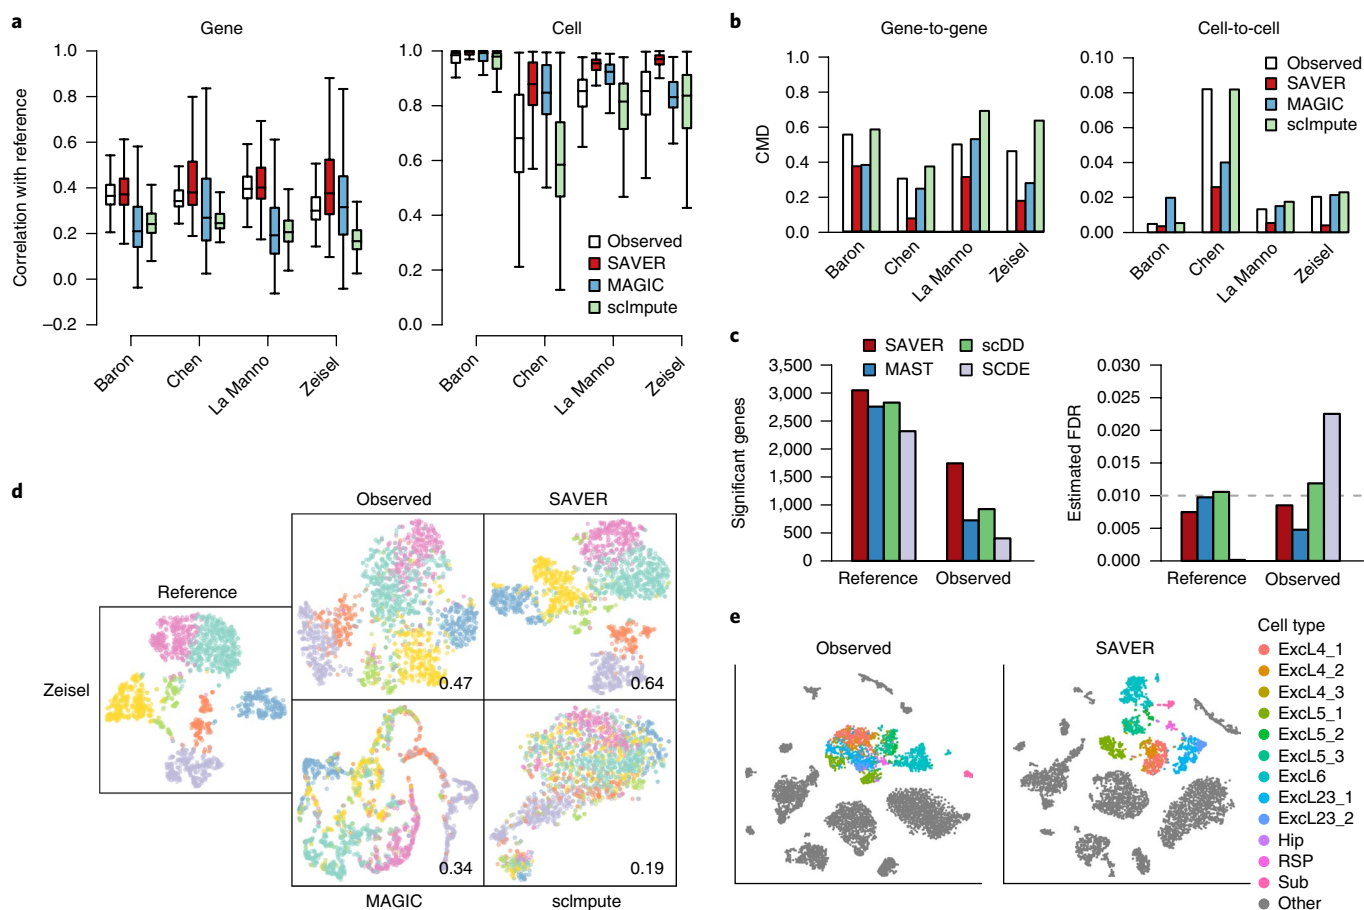 a
Gene
Cell
Correlation with reference
1.0
0.8
0.6
0.4
0.2
0.0
–0.2
Baron
Chen
La Manno
Zeisel
1.0
0.8
0.6
0.4
0.2
0.0
Observed
SAVER
MAGIC
scImpute
Baron
Chen
La Manno
Zeisel
b
Gene-to-gene
Cell-to-cell
CMD
1.0
0.8
0.6
0.4
0.2
0.0
Baron
Chen
La Manno
Zeisel
0.10
0.08
0.06
0.04
0.02
0.00
Observed
SAVER
MAGIC
scImpute
Baron
Chen
La Manno
Zeisel
c
SAVER
scDD
MAST
SCDE
Significant genes
3,500
3,000
2,500
2,000
1,500
1,000
500
0
Reference
Observed
Estimated FDR
0.030
0.025
0.020
0.015
0.010
0.005
0.000
Reference
Observed
d
Observed
SAVER
Reference
Zeisel
0.47
0.64
0.34
0.19
MAGIC
scImpute
e
Observed
SAVER
Cell type
ExcL4_1
ExcL4_2
ExcL4_3
ExcL5_1
ExcL5_2
ExcL5_3
ExcL6
ExcL23_1
ExcL23_2
Hip
RSP
Sub
Other